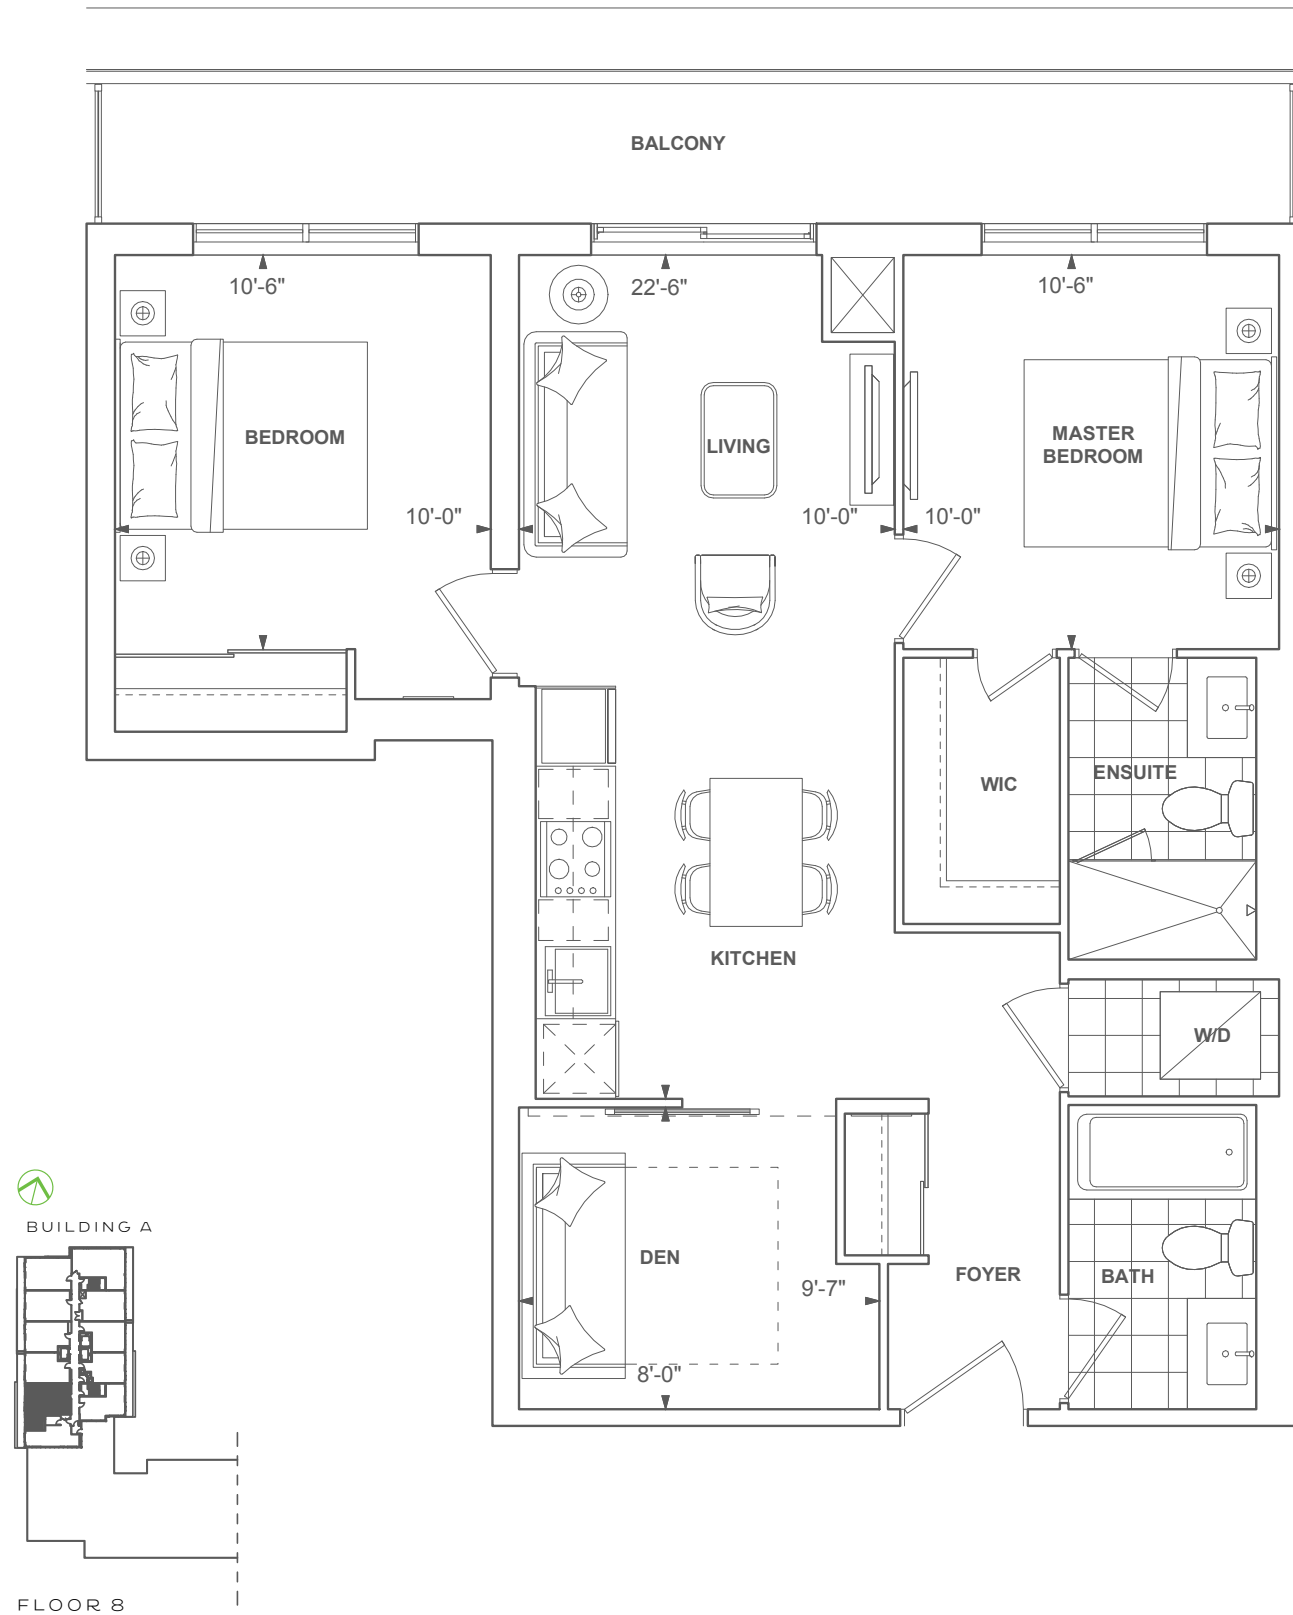 BALCONY
10'-6"
22'-6"
10'-6"
BEDROOM
LIVING
MASTER
BEDROOM
10'-0"
10'-0"
10'-0"
WIC
ENSUITE
KITCHEN
W/D
DEN
9'-7"
FOYER
BATH
8'-0"
BUILDING A
FLOOR 8